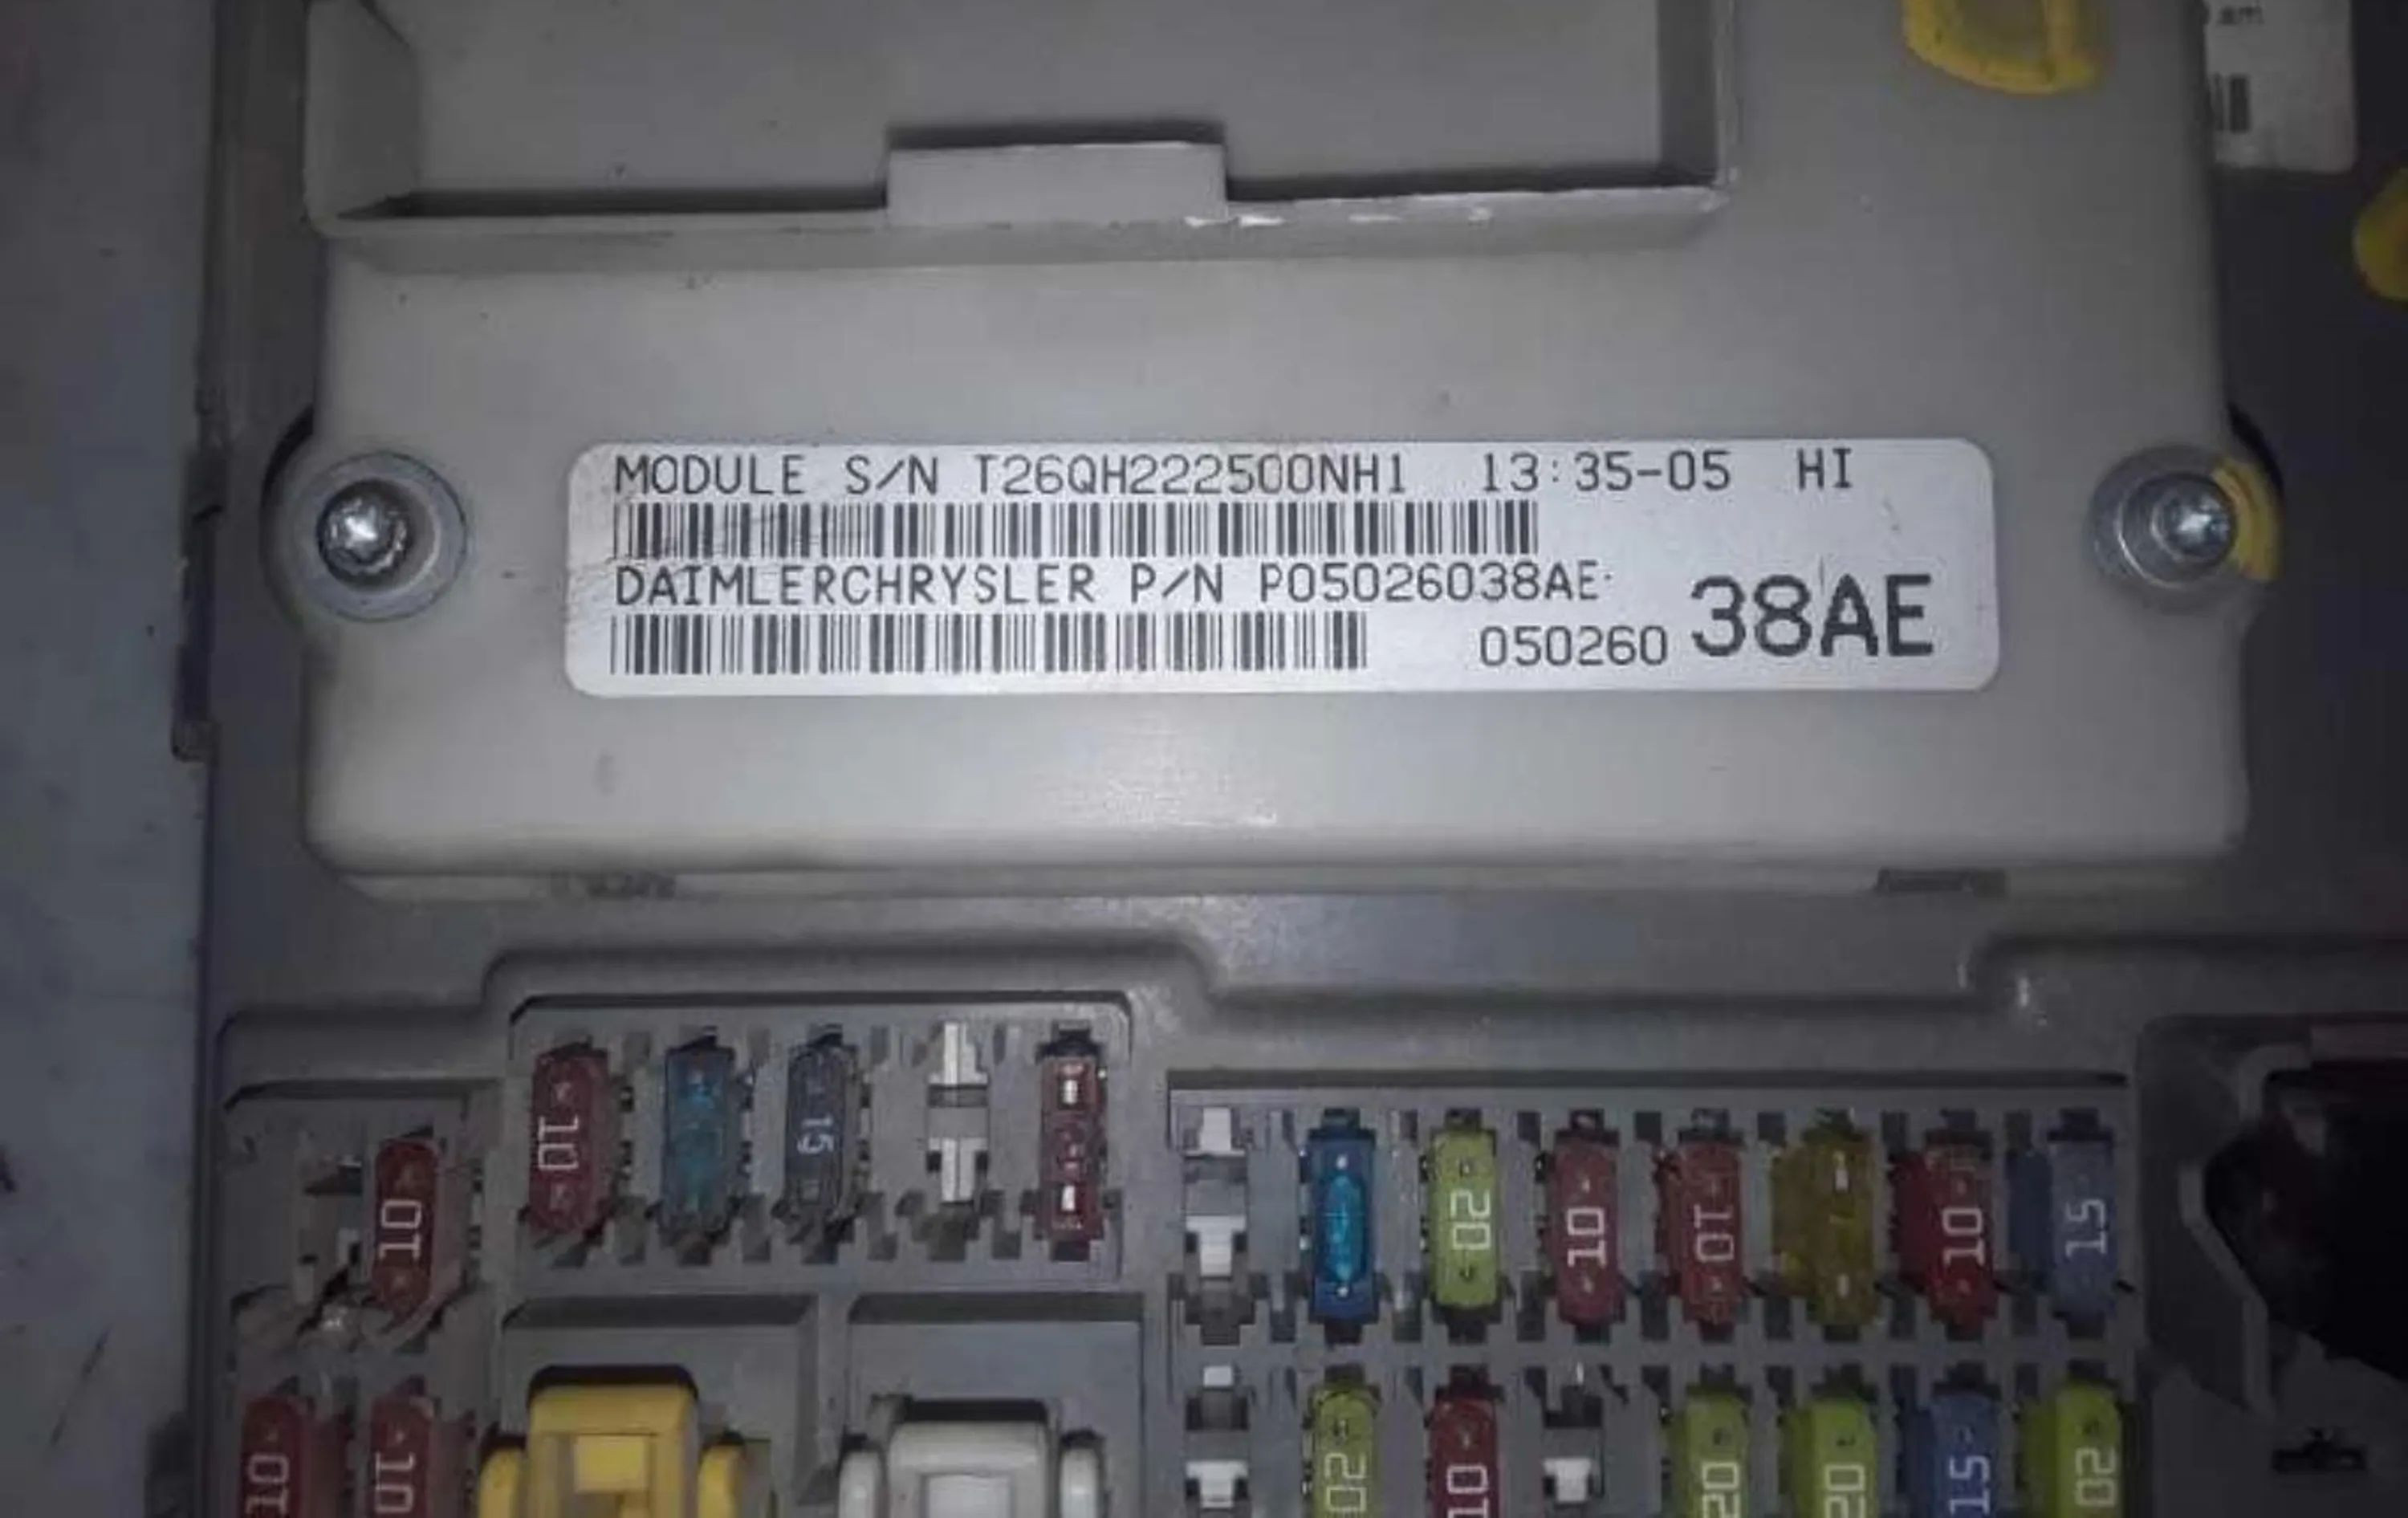 MODULE S/N T26QH222500NH1 13:35-05 HI
DAIMLERCHRYSLER P/N P05026038AE
050260 38AE
10 15
10 20 10 10 10 15
10 10 20 10 20 20 15 20